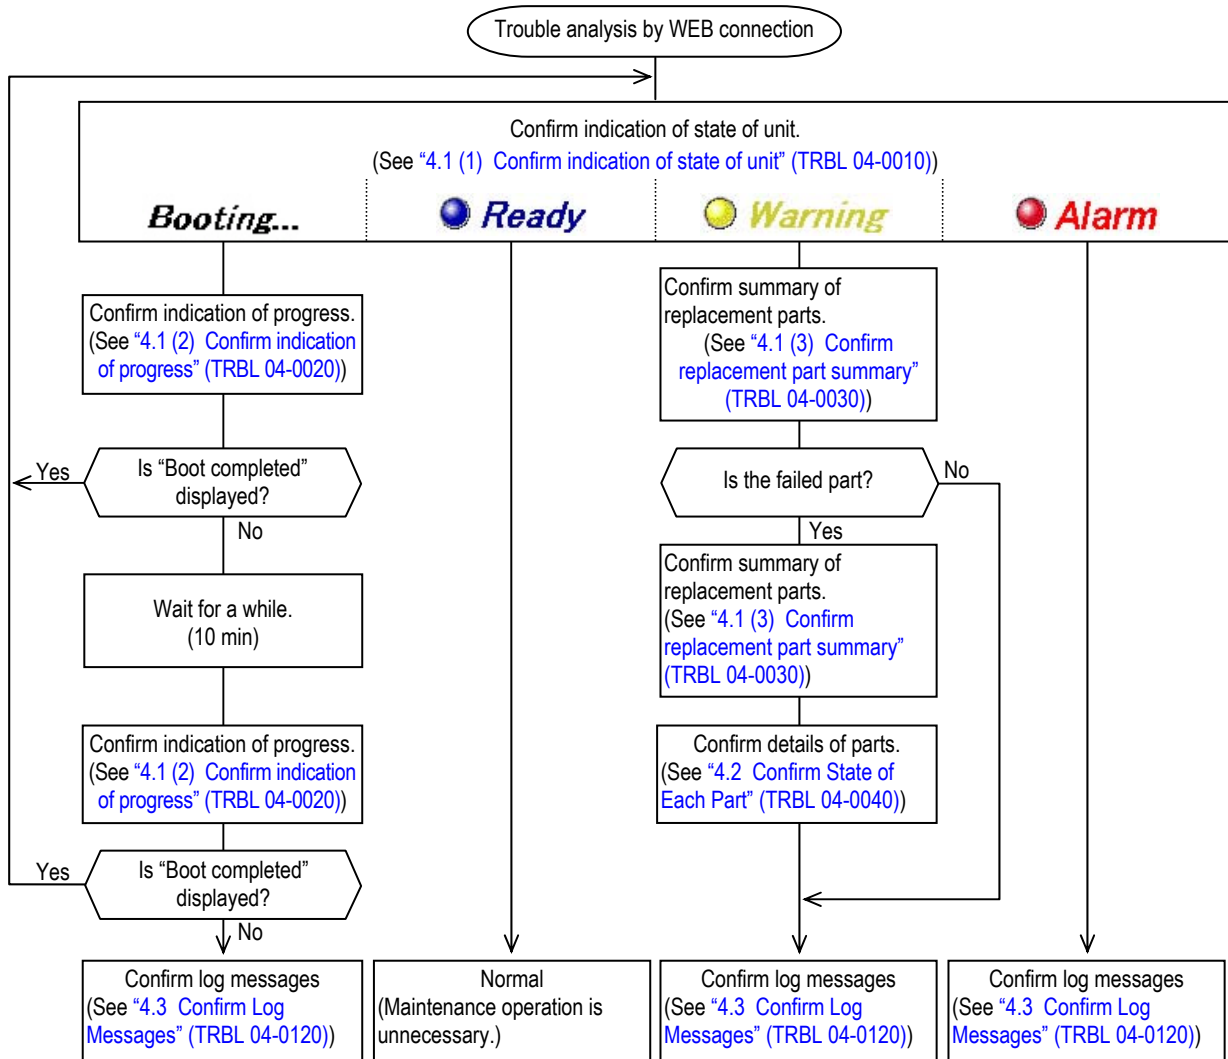 Trouble analysis by WEB connection
Confirm indication of state of unit.
(See “4.1 (1) Confirm indication of state of unit” (TRBL 04-0010))
Booting...
Ready
Warning
Alarm
Confirm indication of progress.
(See “4.1 (2) Confirm indication
of progress” (TRBL 04-0020))
Confirm summary of
replacement parts.
(See “4.1 (3) Confirm
replacement part summary”
(TRBL 04-0030))
Yes
Is “Boot completed”
displayed?
No
Is the failed part?
No
Yes
Wait for a while.
(10 min)
Confirm summary of
replacement parts.
(See “4.1 (3) Confirm
replacement part summary”
(TRBL 04-0030))
Confirm indication of progress.
(See “4.1 (2) Confirm indication
of progress” (TRBL 04-0020))
Confirm details of parts.
(See “4.2 Confirm State of
Each Part” (TRBL 04-0040))
Yes
Is “Boot completed”
displayed?
No
Confirm log messages
(See “4.3 Confirm Log
Messages” (TRBL 04-0120))
Normal
(Maintenance operation is
unnecessary.)
Confirm log messages
(See “4.3 Confirm Log
Messages” (TRBL 04-0120))
Confirm log messages
(See “4.3 Confirm Log
Messages” (TRBL 04-0120))